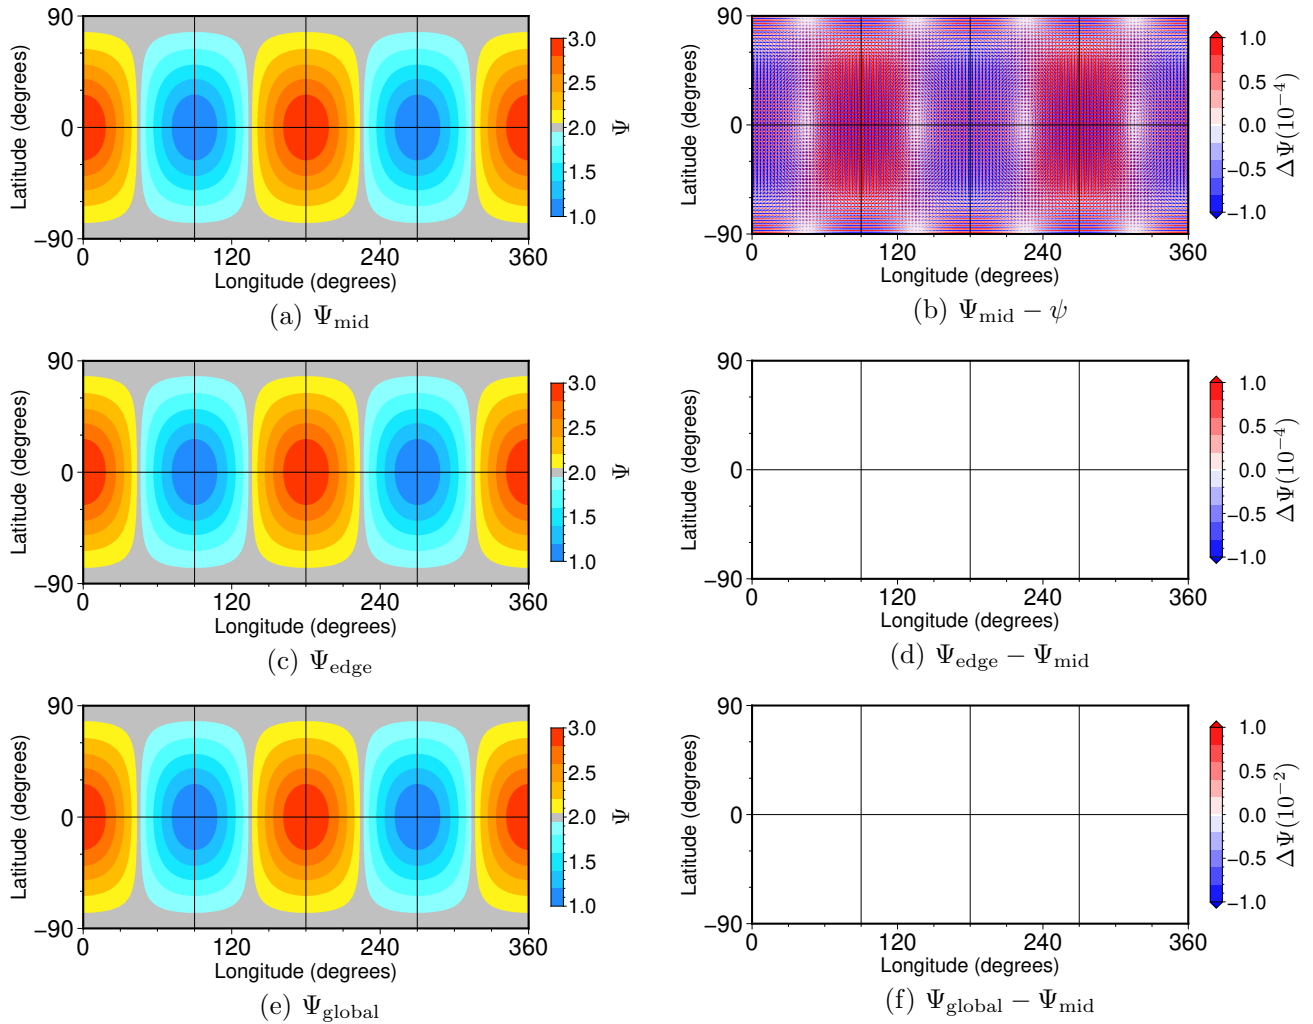 90
0
−90
Latitude (degrees)
0 120 240 360
Longitude (degrees)
3.0
2.5
2.0
1.5
1.0
Ψ
(a) Ψmid
90
0
−90
Latitude (degrees)
0 120 240 360
Longitude (degrees)
1.0
0.5
0.0
−0.5
−1.0
ΔΨ(10−4)
(b) Ψmid − ψ
90
0
−90
Latitude (degrees)
0 120 240 360
Longitude (degrees)
3.0
2.5
2.0
1.5
1.0
Ψ
(c) Ψedge
90
0
−90
Latitude (degrees)
0 120 240 360
Longitude (degrees)
1.0
0.5
0.0
−0.5
−1.0
ΔΨ(10−4)
(d) Ψedge − Ψmid
90
0
−90
Latitude (degrees)
0 120 240 360
Longitude (degrees)
3.0
2.5
2.0
1.5
1.0
Ψ
(e) Ψglobal
90
0
−90
Latitude (degrees)
0 120 240 360
Longitude (degrees)
1.0
0.5
0.0
−0.5
−1.0
ΔΨ(10−2)
(f) Ψglobal − Ψmid